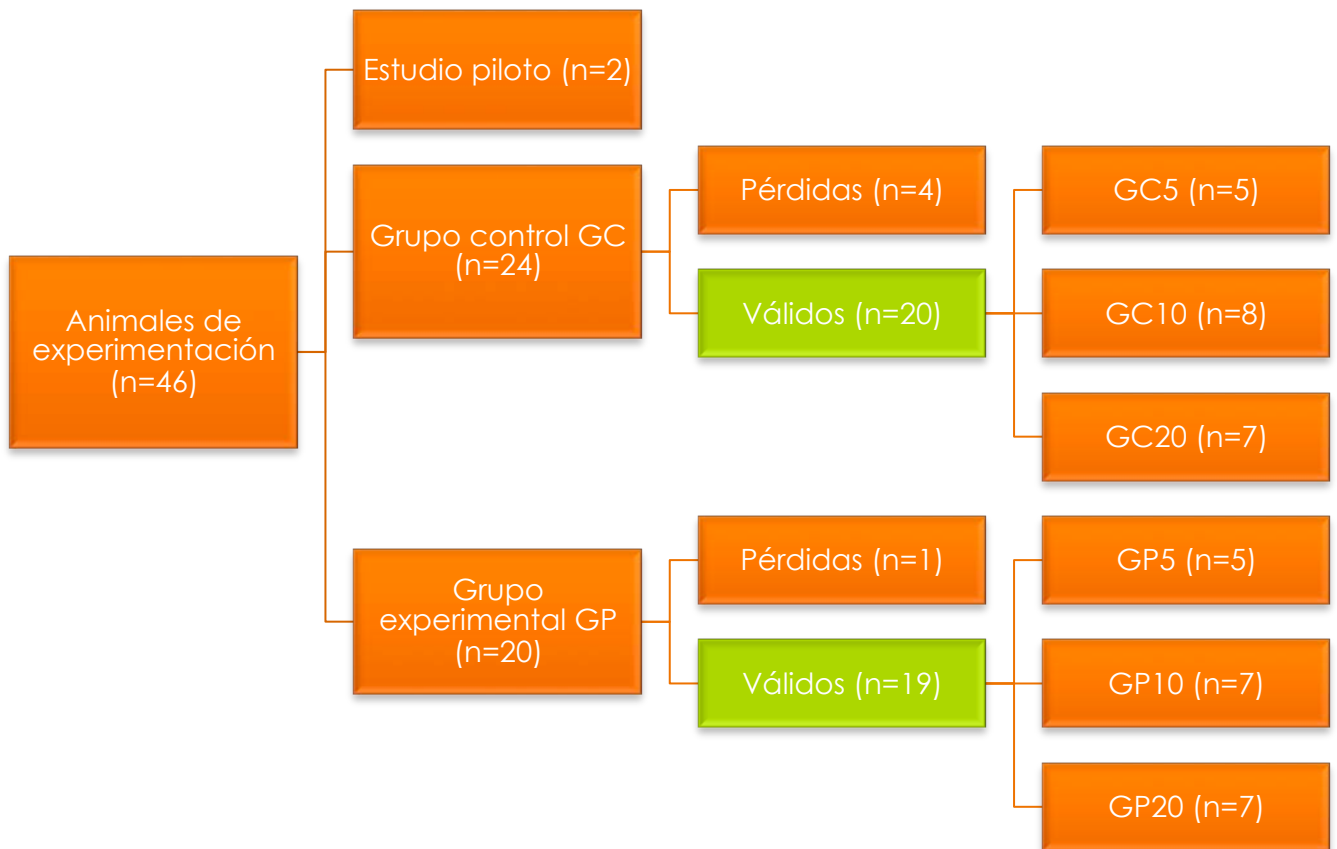 Estudio piloto (n=2)
Grupo control GC
(n=24)
Pérdidas (n=4)
Válidos (n=20)
GC5 (n=5)
GC10 (n=8)
GC20 (n=7)
Animales de
experimentación
(n=46)
Grupo
experimental GP
(n=20)
Pérdidas (n=1)
Válidos (n=19)
GP5 (n=5)
GP10 (n=7)
GP20 (n=7)